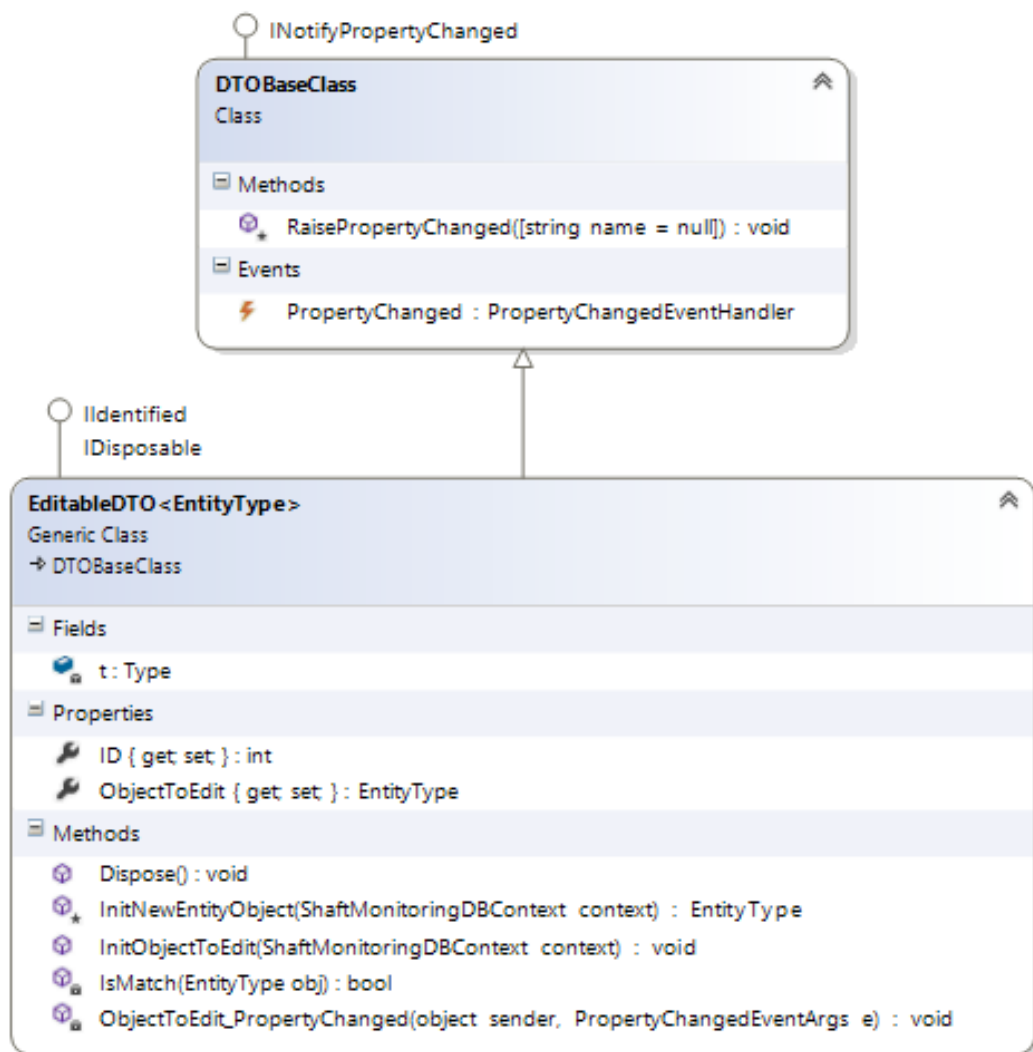 INotifyPropertyChanged
DTOBaseClass
Class
Methods
RaisePropertyChanged([string name = null]) : void
Events
PropertyChanged : PropertyChangedEventHandler
IIdentified
IDisposable
EditableDTO<EntityType>
Generic Class
DTOBaseClass
Fields
t : Type
Properties
ID { get; set; } : int
ObjectToEdit { get; set; } : EntityType
Methods
Dispose() : void
InitNewEntityObject(ShaftMonitoringDBContext context) : EntityType
InitObjectToEdit(ShaftMonitoringDBContext context) : void
IsMatch(EntityType obj) : bool
ObjectToEdit_PropertyChanged(object sender, PropertyChangedEventArgs e) : void